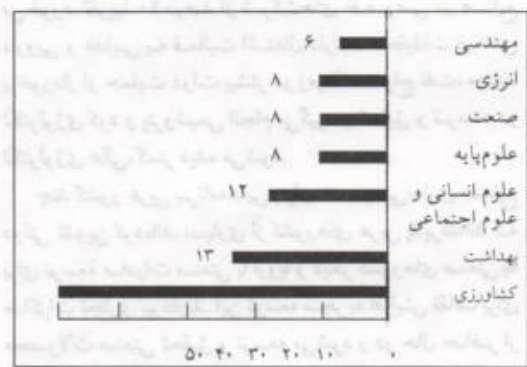 مهندسی ۶
انرژی ۸
صنعت ۸
علوم‌پایه ۸
علوم انسانی و ۱۲
علوم اجتماعی
بهداشت ۱۳
کشاورزی
۵۰ ۴۰ ۳۰ ۲۰ ۱۰ ۰